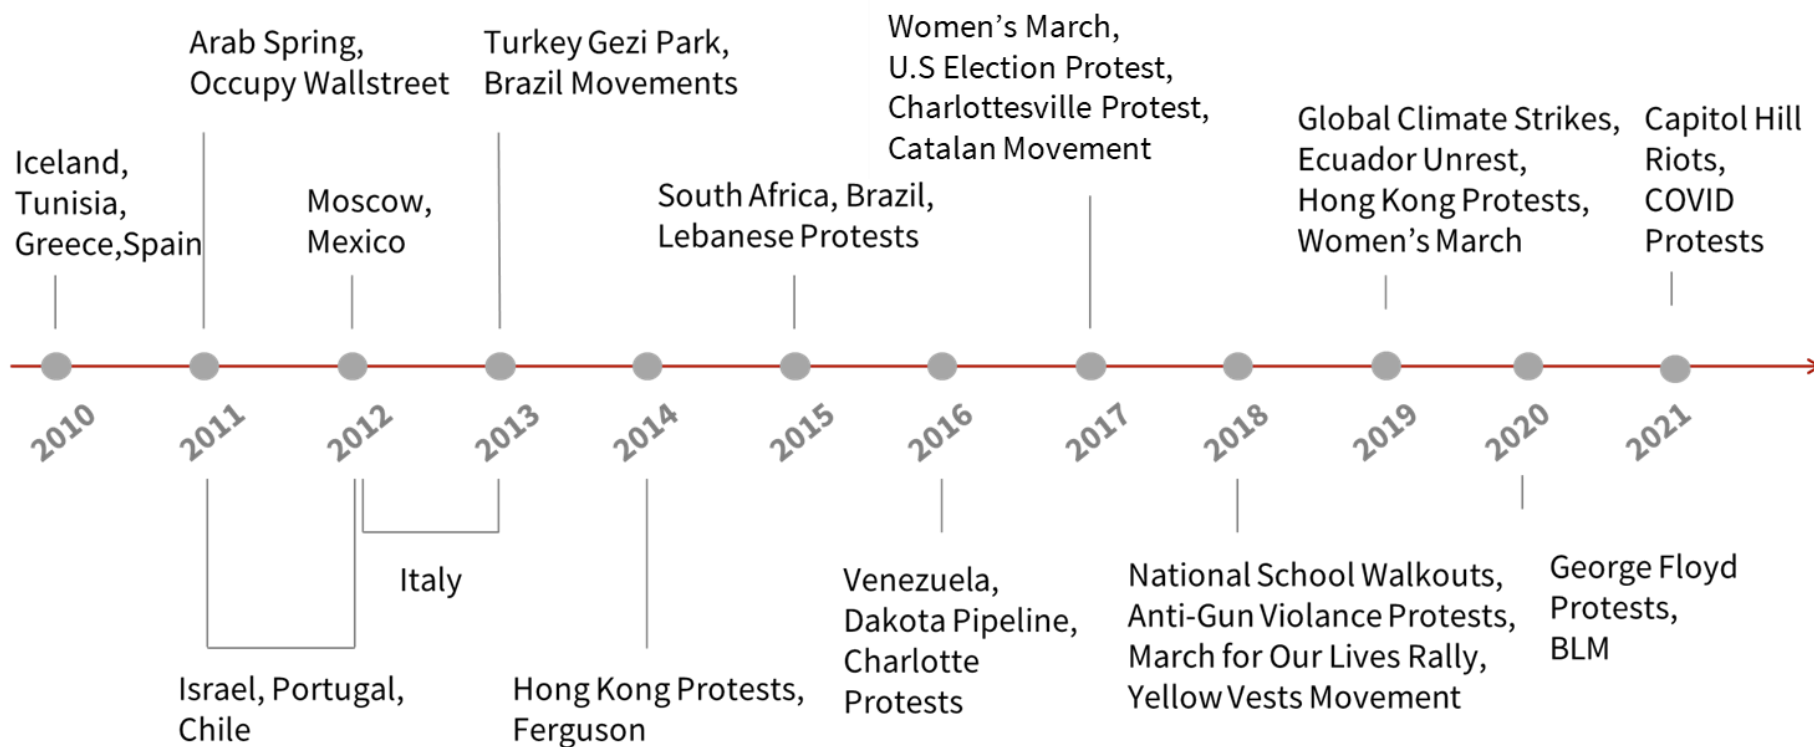 Iceland,
Tunisia,
Greece,Spain
Arab Spring,
Occupy Wallstreet
Moscow,
Mexico
Turkey Gezi Park,
Brazil Movements
South Africa, Brazil,
Lebanese Protests
Women's March,
U.S Election Protest,
Charlottesville Protest,
Catalan Movement
Global Climate Strikes,
Ecuador Unrest,
Hong Kong Protests,
Women's March
Capitol Hill
Riots,
COVID
Protests
2010
2011
2012
2013
2014
2015
2016
2017
2018
2019
2020
2021
Israel, Portugal,
Chile
Italy
Hong Kong Protests,
Ferguson
Venezuela,
Dakota Pipeline,
Charlotte
Protests
National School Walkouts,
Anti-Gun Violance Protests,
March for Our Lives Rally,
Yellow Vests Movement
George Floyd
Protests,
BLM